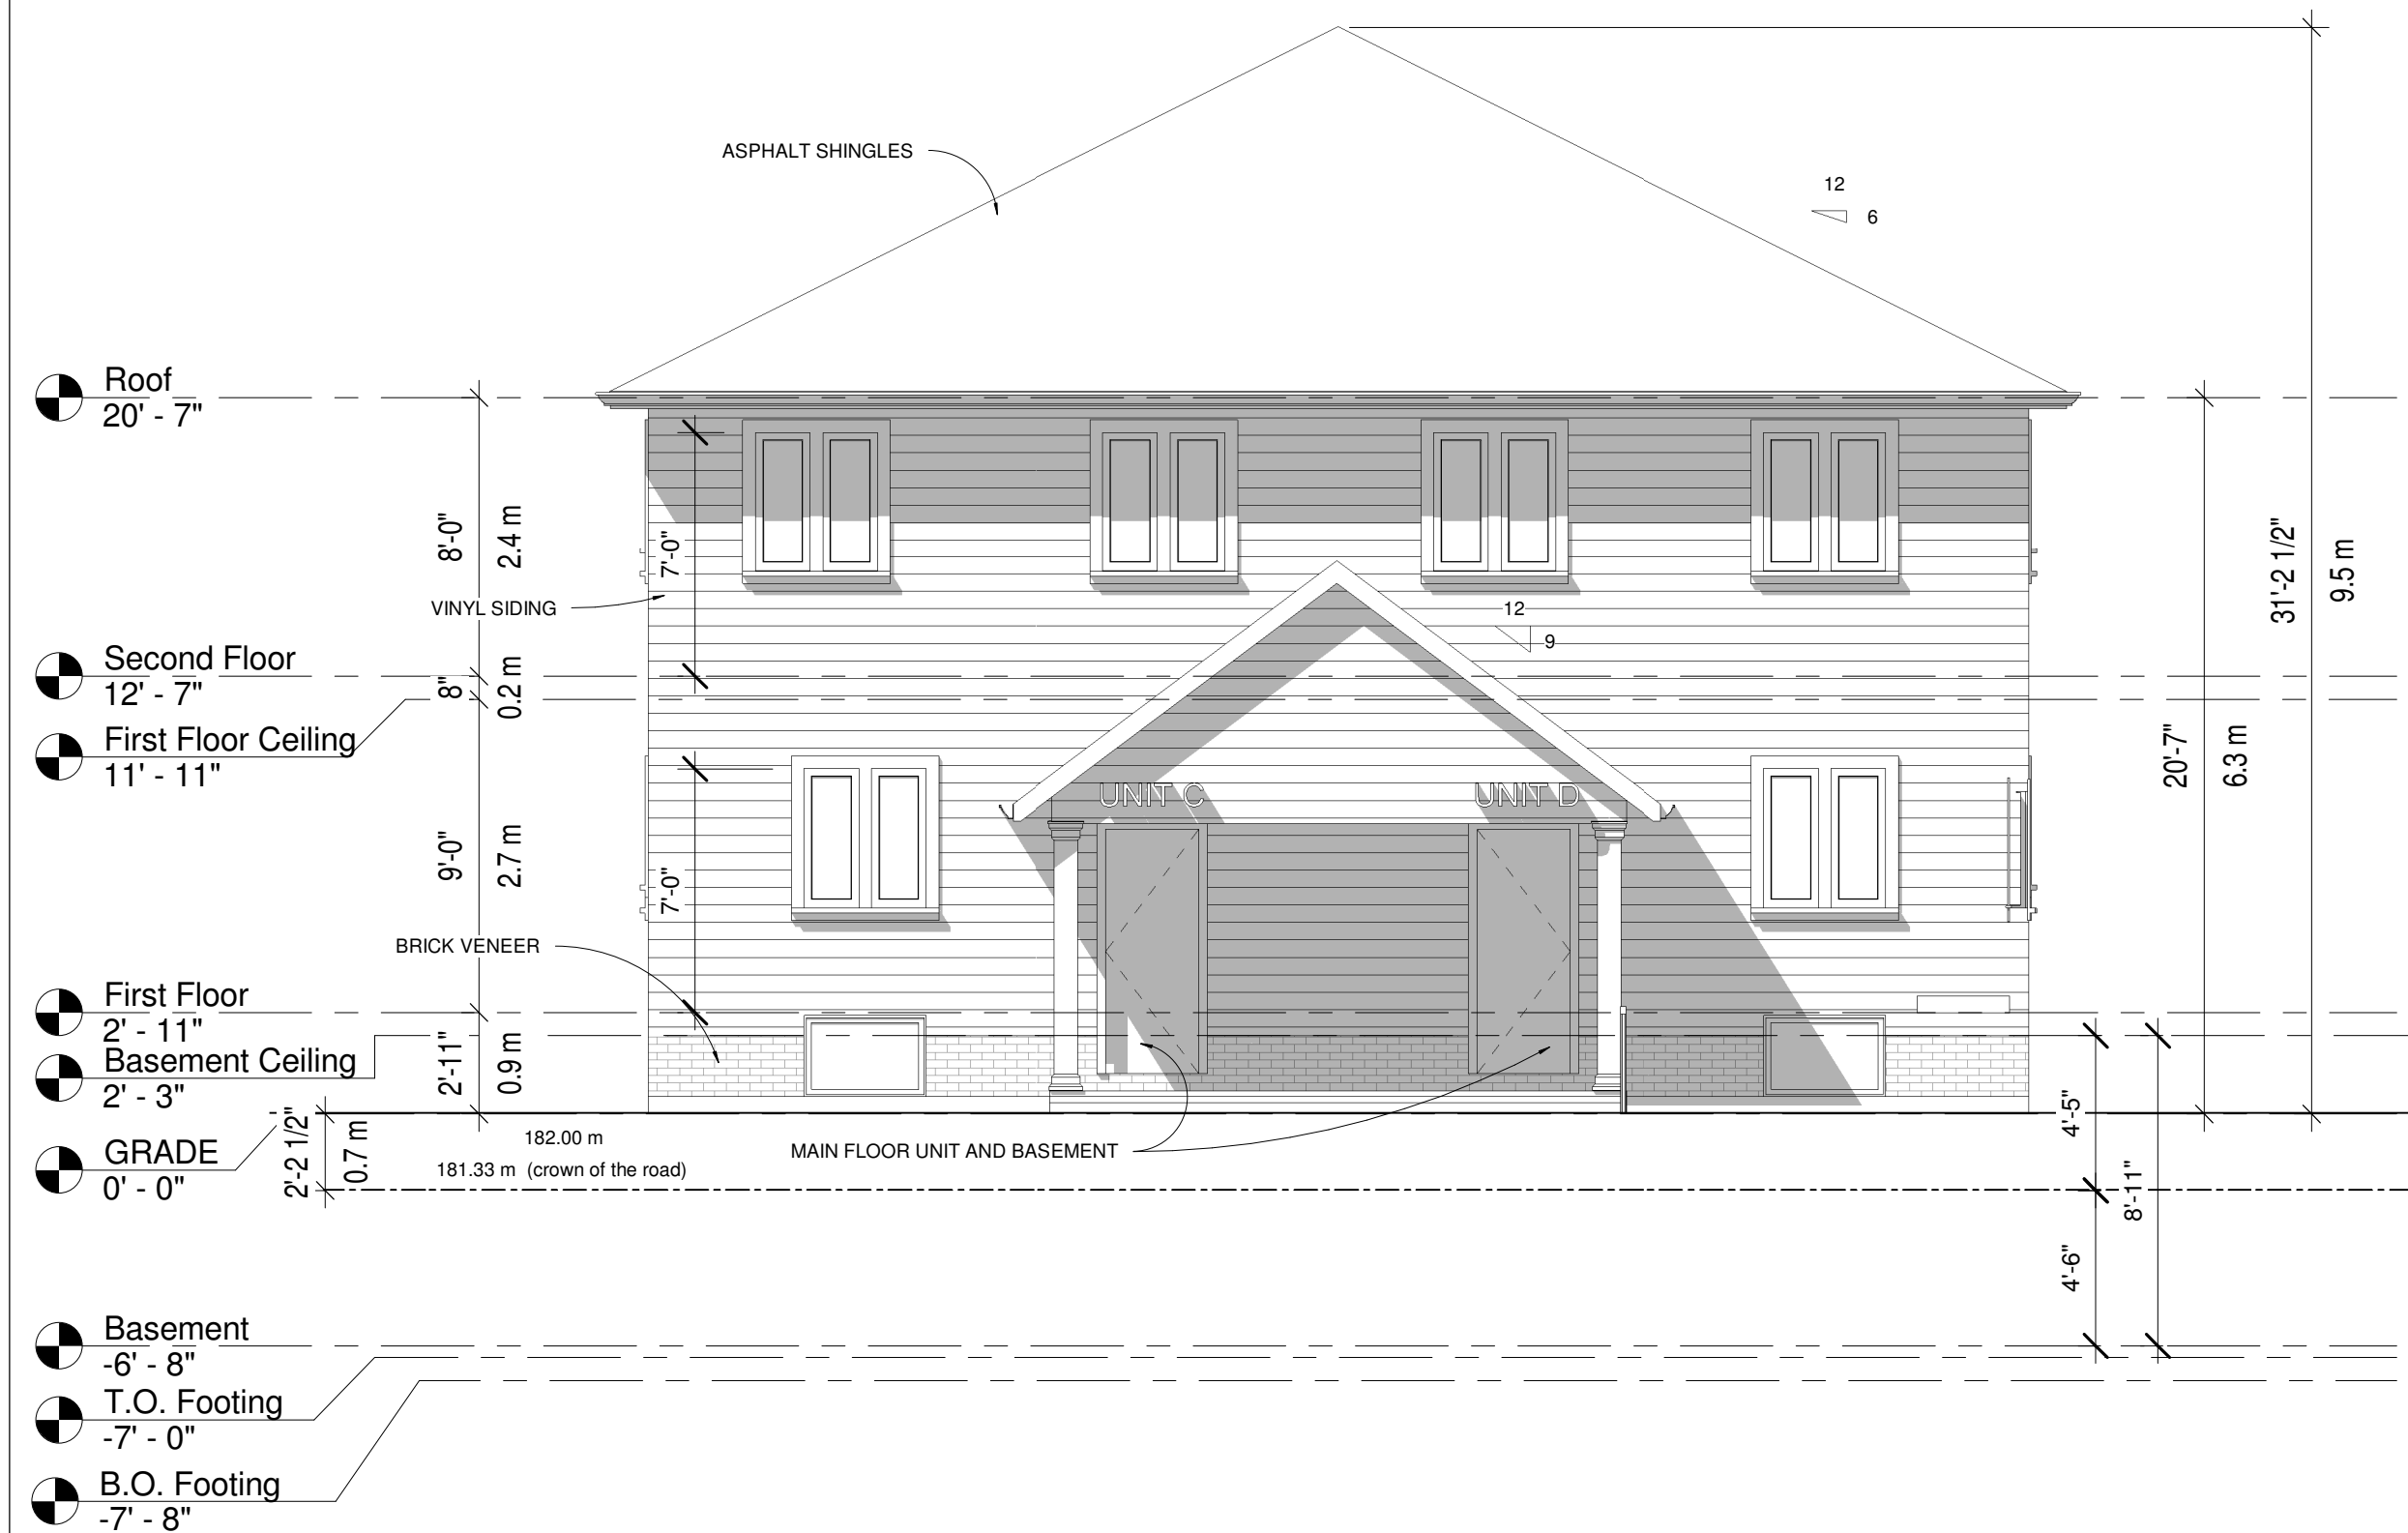 ASPHALT SHINGLES
12
6
Roof
20' - 7"
8'-0"
2.4 m
7'-0"
VINYL SIDING
12
9
31'-2 1/2"
9.5 m
Second Floor
12' - 7"
8"
0.2 m
First Floor Ceiling
11' - 11"
20'-7"
6.3 m
UNIT C
UNIT D
9'-0"
2.7 m
7'-0"
BRICK VENEER
First Floor
2' - 11"
Basement Ceiling
2' - 3"
2'-11"
0.9 m
GRADE
0' - 0"
2'-2 1/2"
0.7 m
182.00 m
181.33 m (crown of the road)
MAIN FLOOR UNIT AND BASEMENT
4'-5"
8'-11"
4'-6"
Basement
-6' - 8"
T.O. Footing
-7' - 0"
B.O. Footing
-7' - 8"